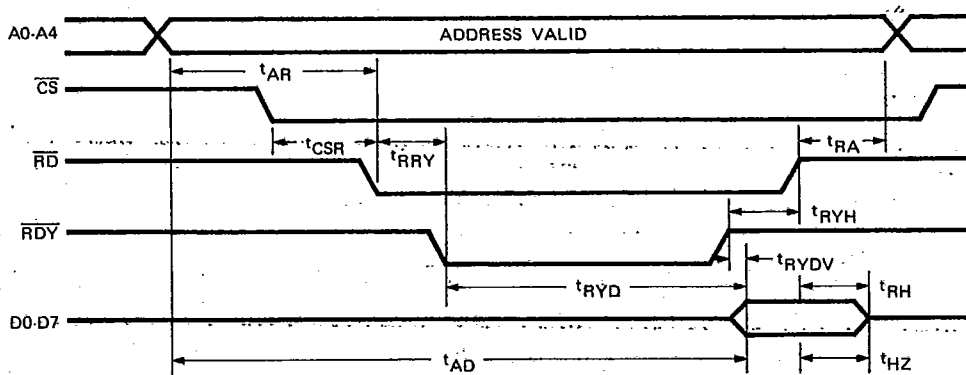 A0-A4
ADDRESS VALID
tAR
CS
tCSR
tRRY
tRA
RD
tRYH
RDY
tRYDV
tRYD
tRH
D0-D7
tAD
tHZ